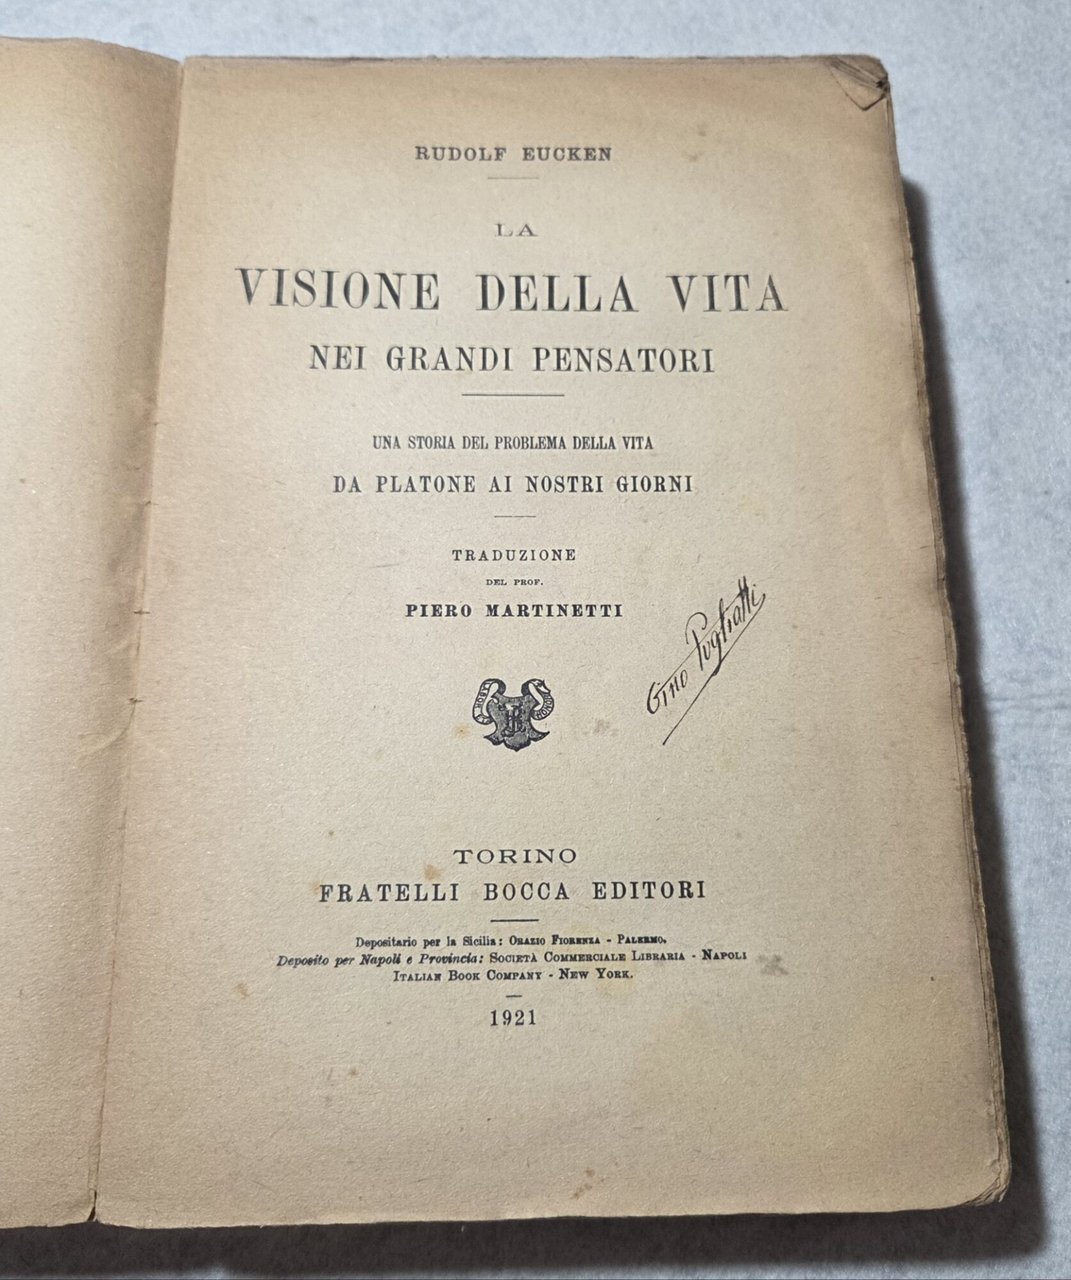 RUDOLF EUCKEN
LA
VISIONE DELLA VITA
NEI GRANDI PENSATORI
UNA STORIA DEL PROBLEMA DELLA VITA
DA PLATONE AI NOSTRI GIORNI
TRADUZIONE
DEL PROF.
PIERO MARTINETTI
Gino Pugliatti
TORINO
FRATELLI BOCCA EDITORI
Depositario per la Sicilia: ORAZIO FIORENZA - PALERMO.
Deposito per Napoli e Provincia: SOCIETÀ COMMERCIALE LIBRARIA - NAPOLI
ITALIAN BOOK COMPANY - NEW YORK.
1921